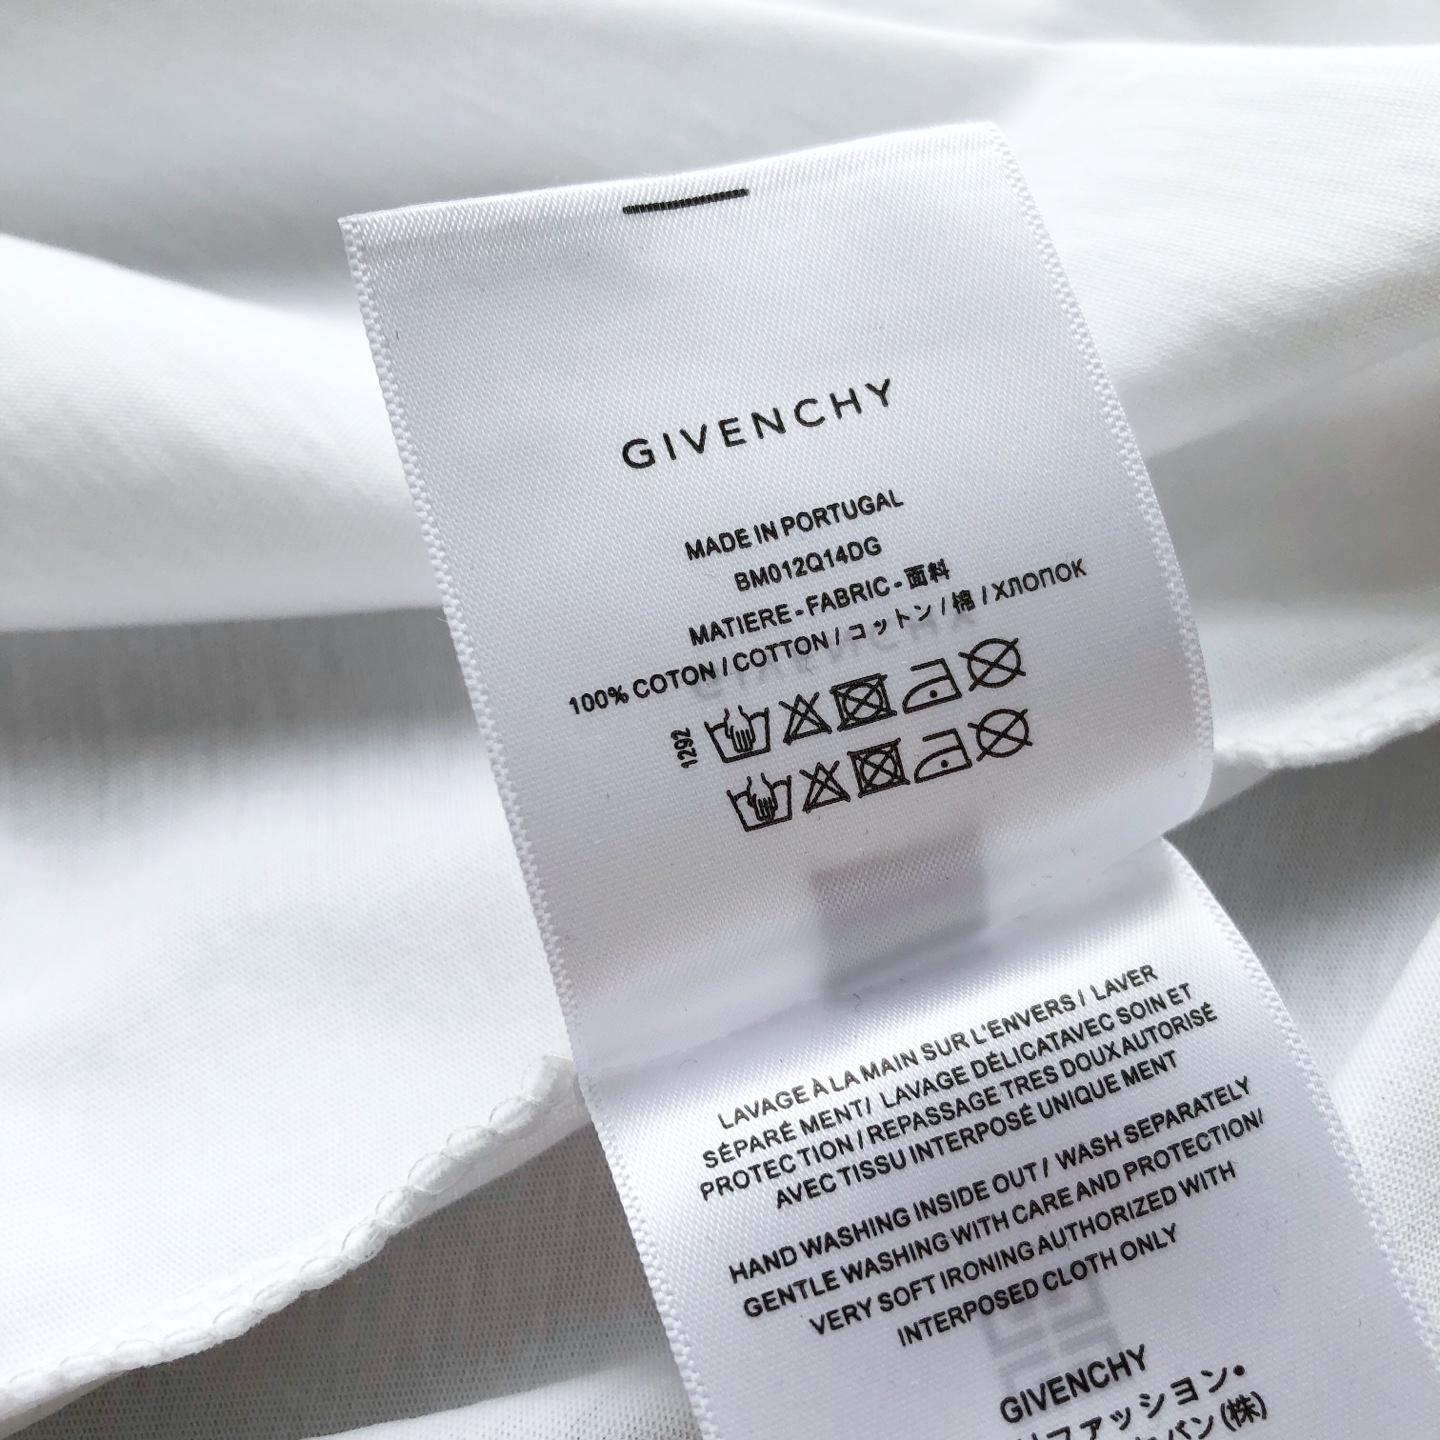 GIVENCHY
MADE IN PORTUGAL
BM012Q14DG
MATIERE - FABRIC - 面料
100% COTON / COTTON / コットン / 棉 / ХЛОПОК
1292
LAVAGE À LA MAIN SUR L'ENVERS / LAVER
SÉPARÉ MENT/ LAVAGE DÉLICATAVEC SOIN ET
PROTEC TION / REPASSAGE TRES DOUX AUTORISÉ
AVEC TISSU INTERPOSÉ UNIQUE MENT
HAND WASHING INSIDE OUT / WASH SEPARATELY
GENTLE WASHING WITH CARE AND PROTECTION/
VERY SOFT IRONING AUTHORIZED WITH
INTERPOSED CLOTH ONLY
GIVENCHY
ファッション•
パン(株)